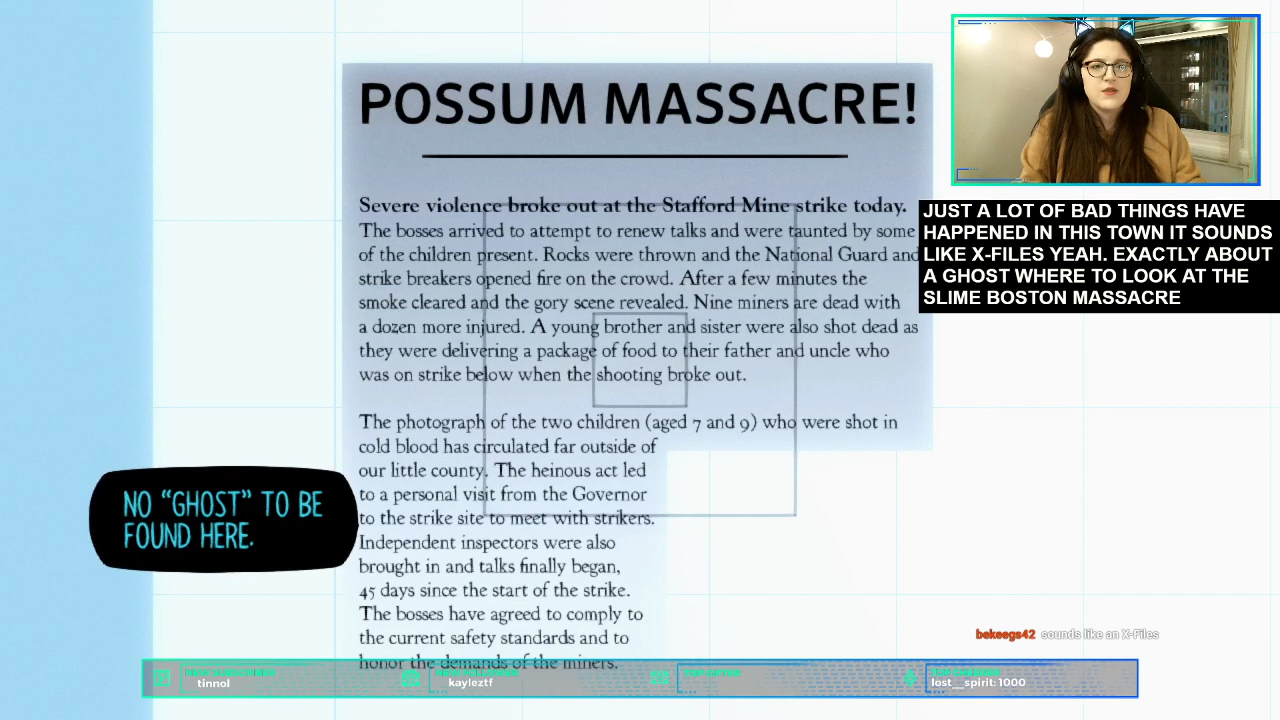 POSSUM MASSACRE!
Severe violence broke out at the Stafford Mine strike today.
The bosses arrived to attempt to renew talks and were taunted by some
of the children present. Rocks were thrown and the National Guard and
strike breakers opened fire on the crowd. After a few minutes the
smoke cleared and the gory scene revealed. Nine miners are dead with
a dozen more injured. A young brother and sister were also shot dead as
they were delivering a package of food to their father and uncle who
was on strike below when the shooting broke out.
The photograph of the two children (aged 7 and 9) who were shot in
cold blood has circulated far outside of
our little county. The heinous act led
to a personal visit from the Governor
to the strike site to meet with strikers.
Independent inspectors were also
brought in and talks finally began,
45 days since the start of the strike.
The bosses have agreed to comply to
the current safety standards and to
honor the demands of the miners.
NO “GHOST” TO BE
FOUND HERE.
JUST A LOT OF BAD THINGS HAVE
HAPPENED IN THIS TOWN IT SOUNDS
LIKE X-FILES YEAH. EXACTLY ABOUT
A GHOST WHERE TO LOOK AT THE
SLIME BOSTON MASSACRE
bekeegs42 sounds like an X-Files
tinnol
kayleztf
lost__spirit: 1000